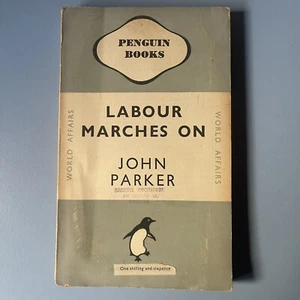 PENGUIN
BOOKS
WORLD AFFAIRS
LABOUR
MARCHES ON
JOHN
PARKER
WORLD AFFAIRS
One shilling and sixpence